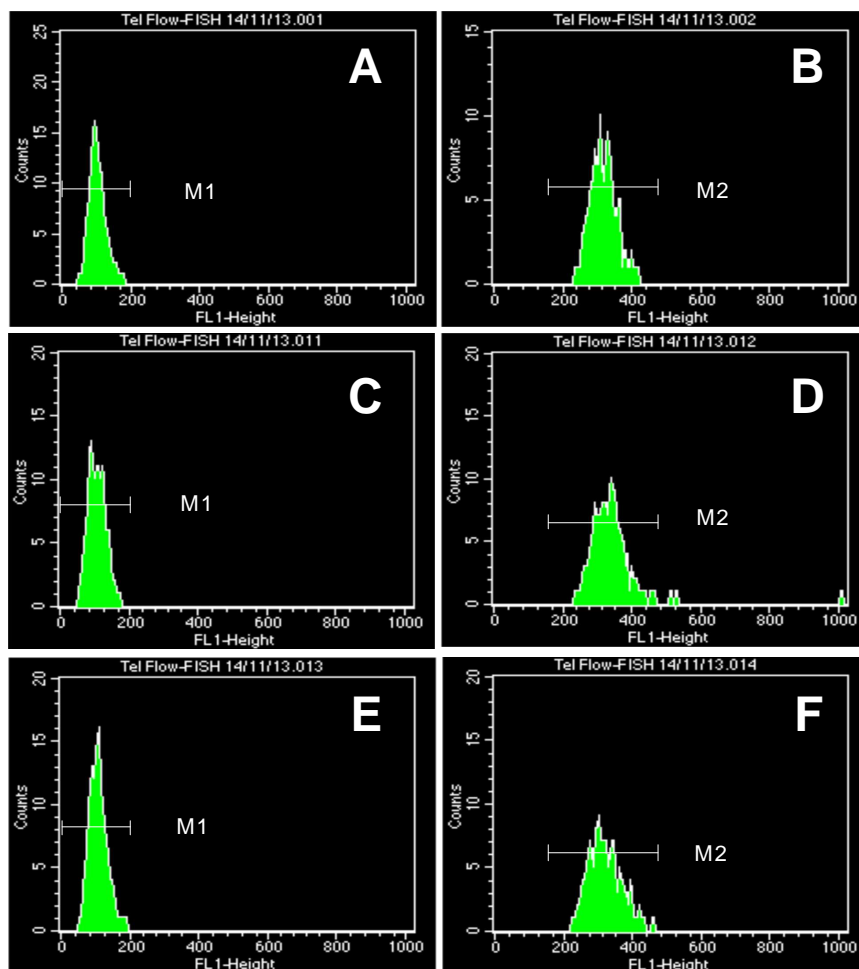 Tel Flow-FISH 14/11/13.001
A
25
20
15
10
5
0
Counts
M1
0 200 400 600 800 1000
FL1-Height
Tel Flow-FISH 14/11/13.002
B
15
10
5
0
Counts
M2
0 200 400 600 800 1000
FL1-Height
Tel Flow-FISH 14/11/13.011
C
20
15
10
5
0
Counts
M1
0 200 400 600 800 1000
FL1-Height
Tel Flow-FISH 14/11/13.012
D
20
15
10
5
0
Counts
M2
0 200 400 600 800 1000
FL1-Height
Tel Flow-FISH 14/11/13.013
E
20
15
10
5
0
Counts
M1
0 200 400 600 800 1000
FL1-Height
Tel Flow-FISH 14/11/13.014
F
20
15
10
5
0
Counts
M2
0 200 400 600 800 1000
FL1-Height